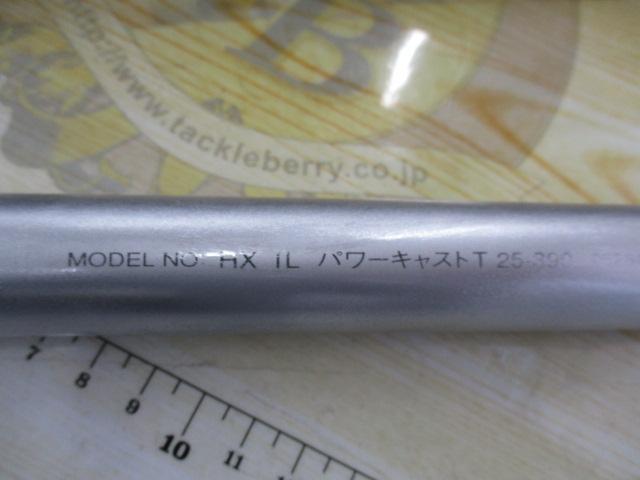 http://www.tackleberry.co.jp
B
MODEL NO HX IL パワーキャストT 25-390
7 8 9 10 11